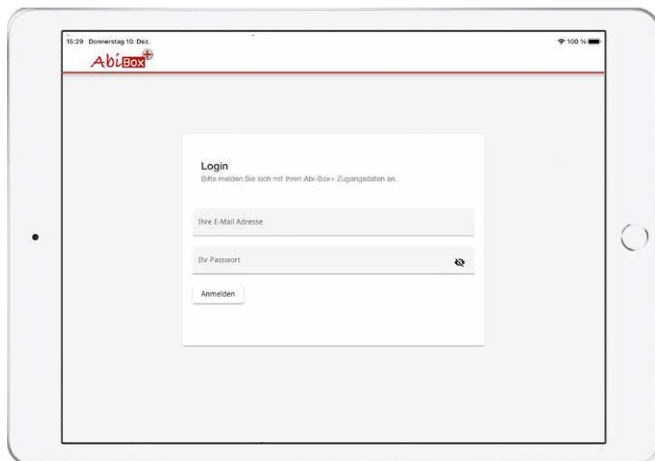 15:29 Donnerstag 10. Dez.
100 %
AbiBox+
Login
Bitte melden Sie sich mit Ihren Abi-Box+ Zugangsdaten an.
Ihre E-Mail Adresse
Ihr Passwort
Anmelden